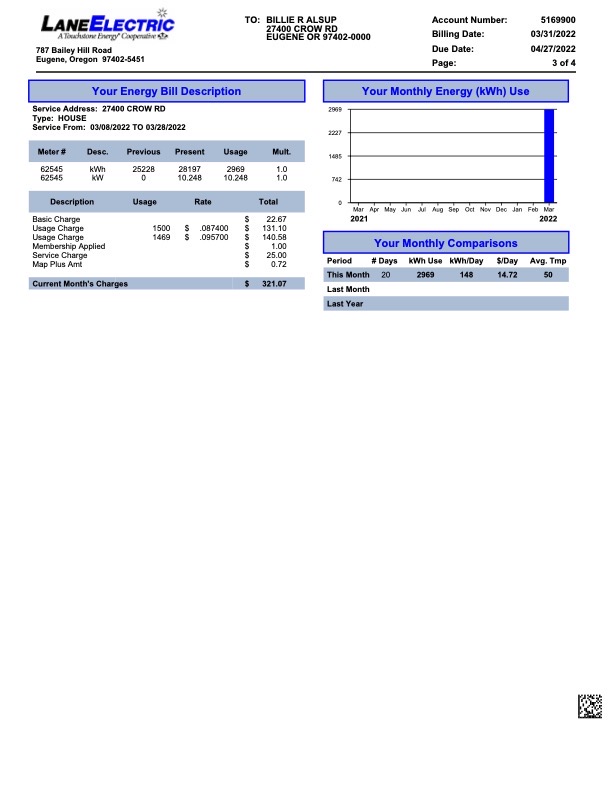 LANEELECTRIC
A Touchstone Energy® Cooperative
787 Bailey Hill Road
Eugene, Oregon 97402-5451
TO: BILLIE R ALSUP
27400 CROW RD
EUGENE OR 97402-0000
Account Number: 5169900
Billing Date: 03/31/2022
Due Date: 04/27/2022
Page: 3 of 4
Your Energy Bill Description
Service Address: 27400 CROW RD
Type: HOUSE
Service From: 03/08/2022 TO 03/28/2022
Meter # Desc. Previous Present Usage Mult.
62545 kWh 25228 28197 2969 1.0
62545 kW 0 10.248 10.248 1.0
Description Usage Rate Total
Basic Charge $ 22.67
Usage Charge 1500 $ .087400 $ 131.10
Usage Charge 1469 $ .095700 $ 140.58
Membership Applied $ 1.00
Service Charge $ 25.00
Map Plus Amt $ 0.72
Current Month's Charges $ 321.07
Your Monthly Energy (kWh) Use
2969
2227
1485
742
0
Mar Apr May Jun Jul Aug Sep Oct Nov Dec Jan Feb Mar
2021 2022
Your Monthly Comparisons
Period # Days kWh Use kWh/Day $/Day Avg. Tmp
This Month 20 2969 148 14.72 50
Last Month
Last Year